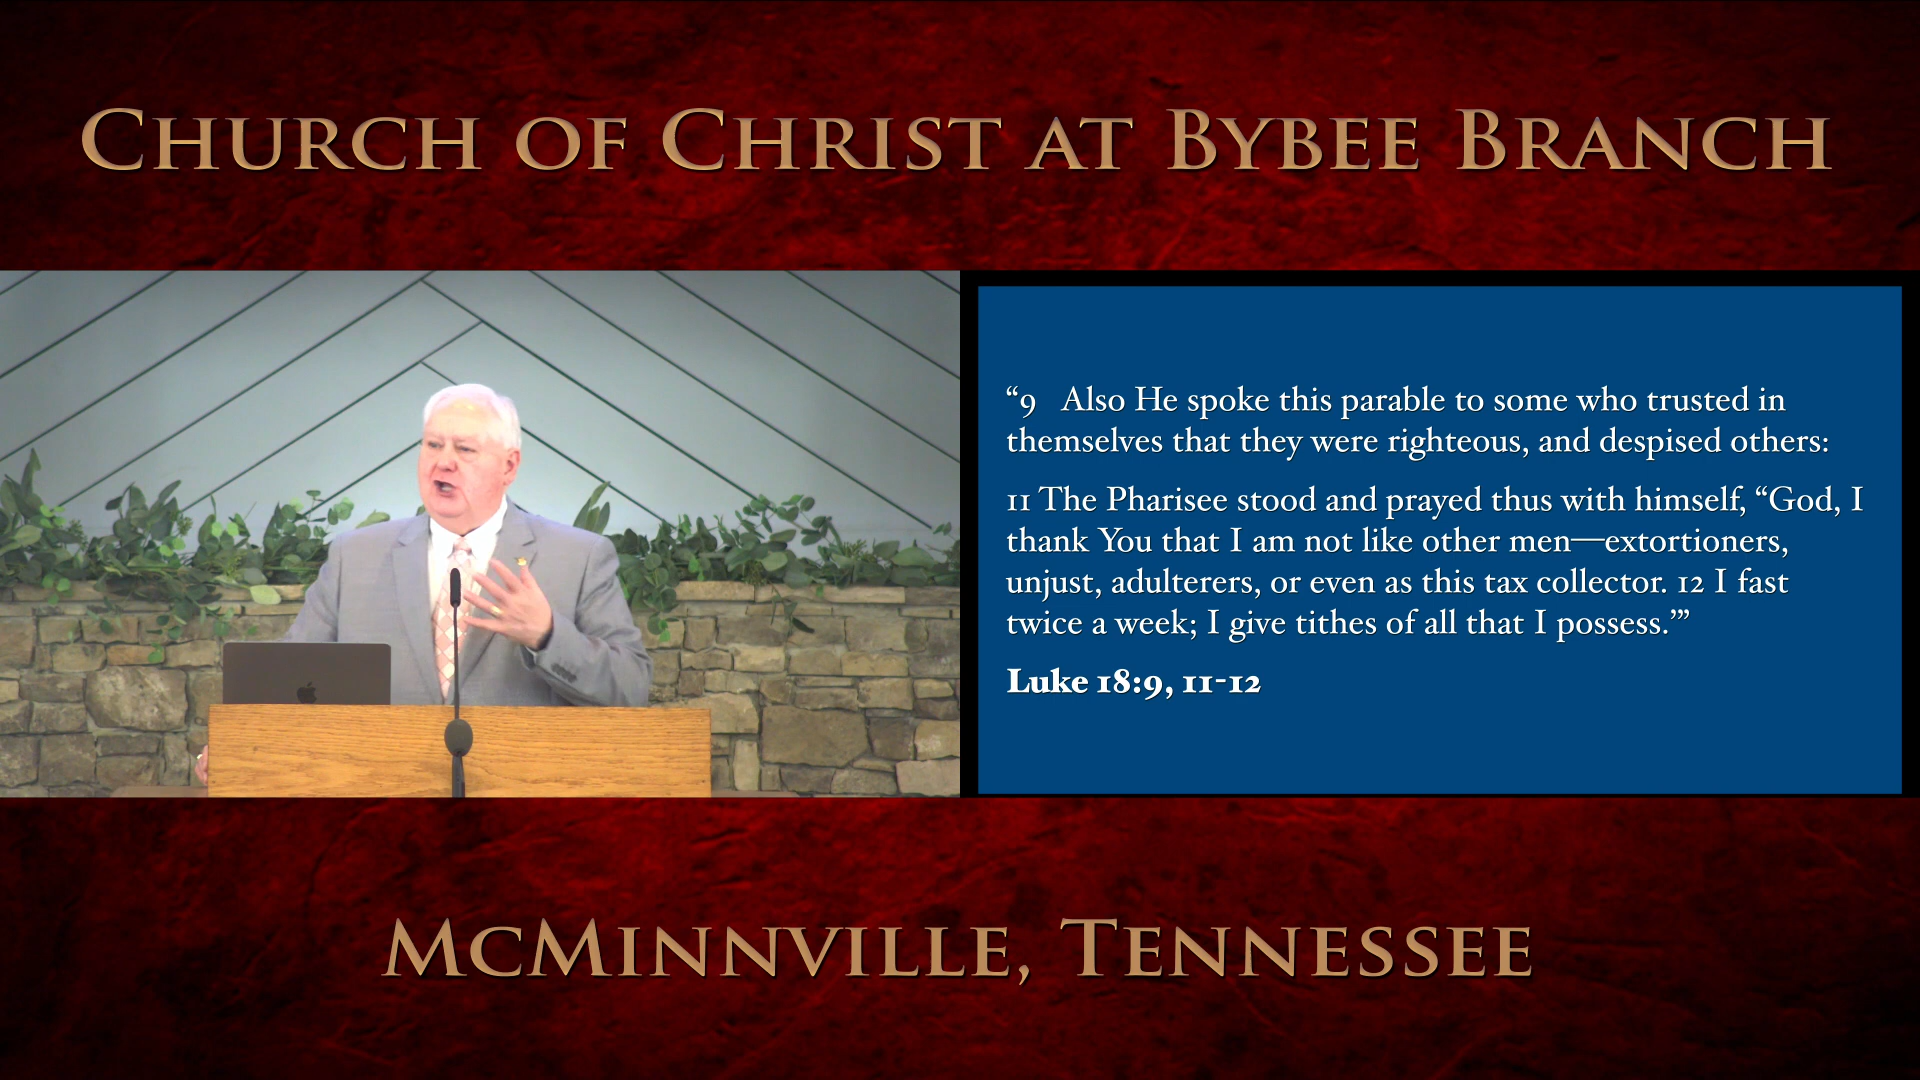 Church of Christ at Bybee Branch
“9 Also He spoke this parable to some who trusted in
themselves that they were righteous, and despised others:
11 The Pharisee stood and prayed thus with himself, “God, I
thank You that I am not like other men—extortioners,
unjust, adulterers, or even as this tax collector. 12 I fast
twice a week; I give tithes of all that I possess.’”
Luke 18:9, 11-12
McMinnville, Tennessee